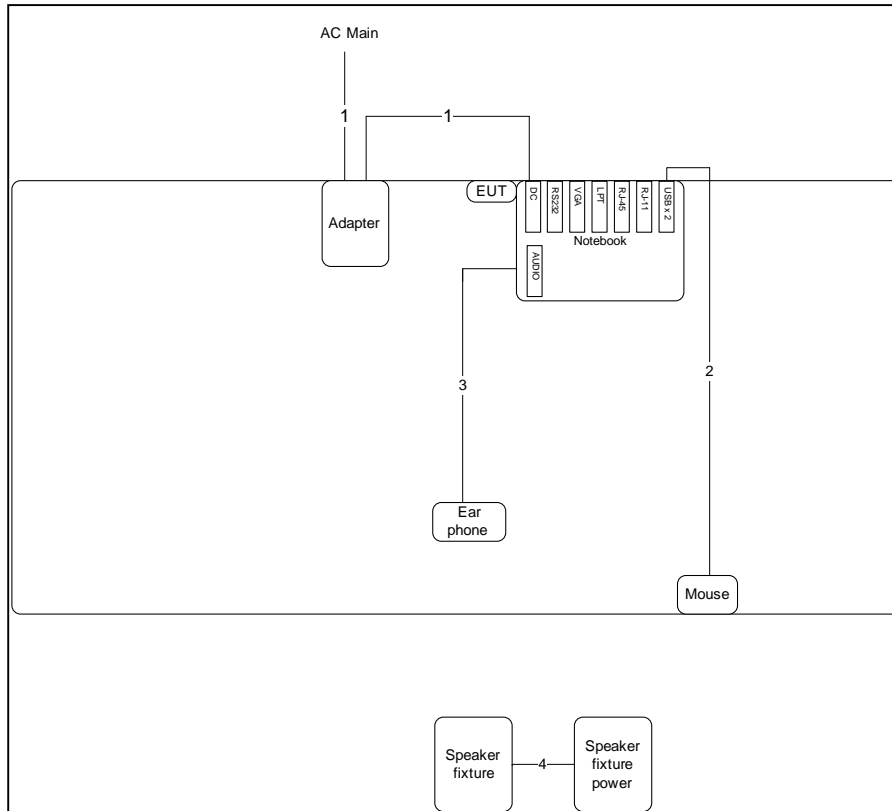 AC Main
1
1
Adapter
EUT
DC
RS232
VGA
LPT
RJ-45
RJ-11
USB x 2
Notebook
AUDIO
3
2
Ear
phone
Mouse
Speaker
fixture
4
Speaker
fixture
power